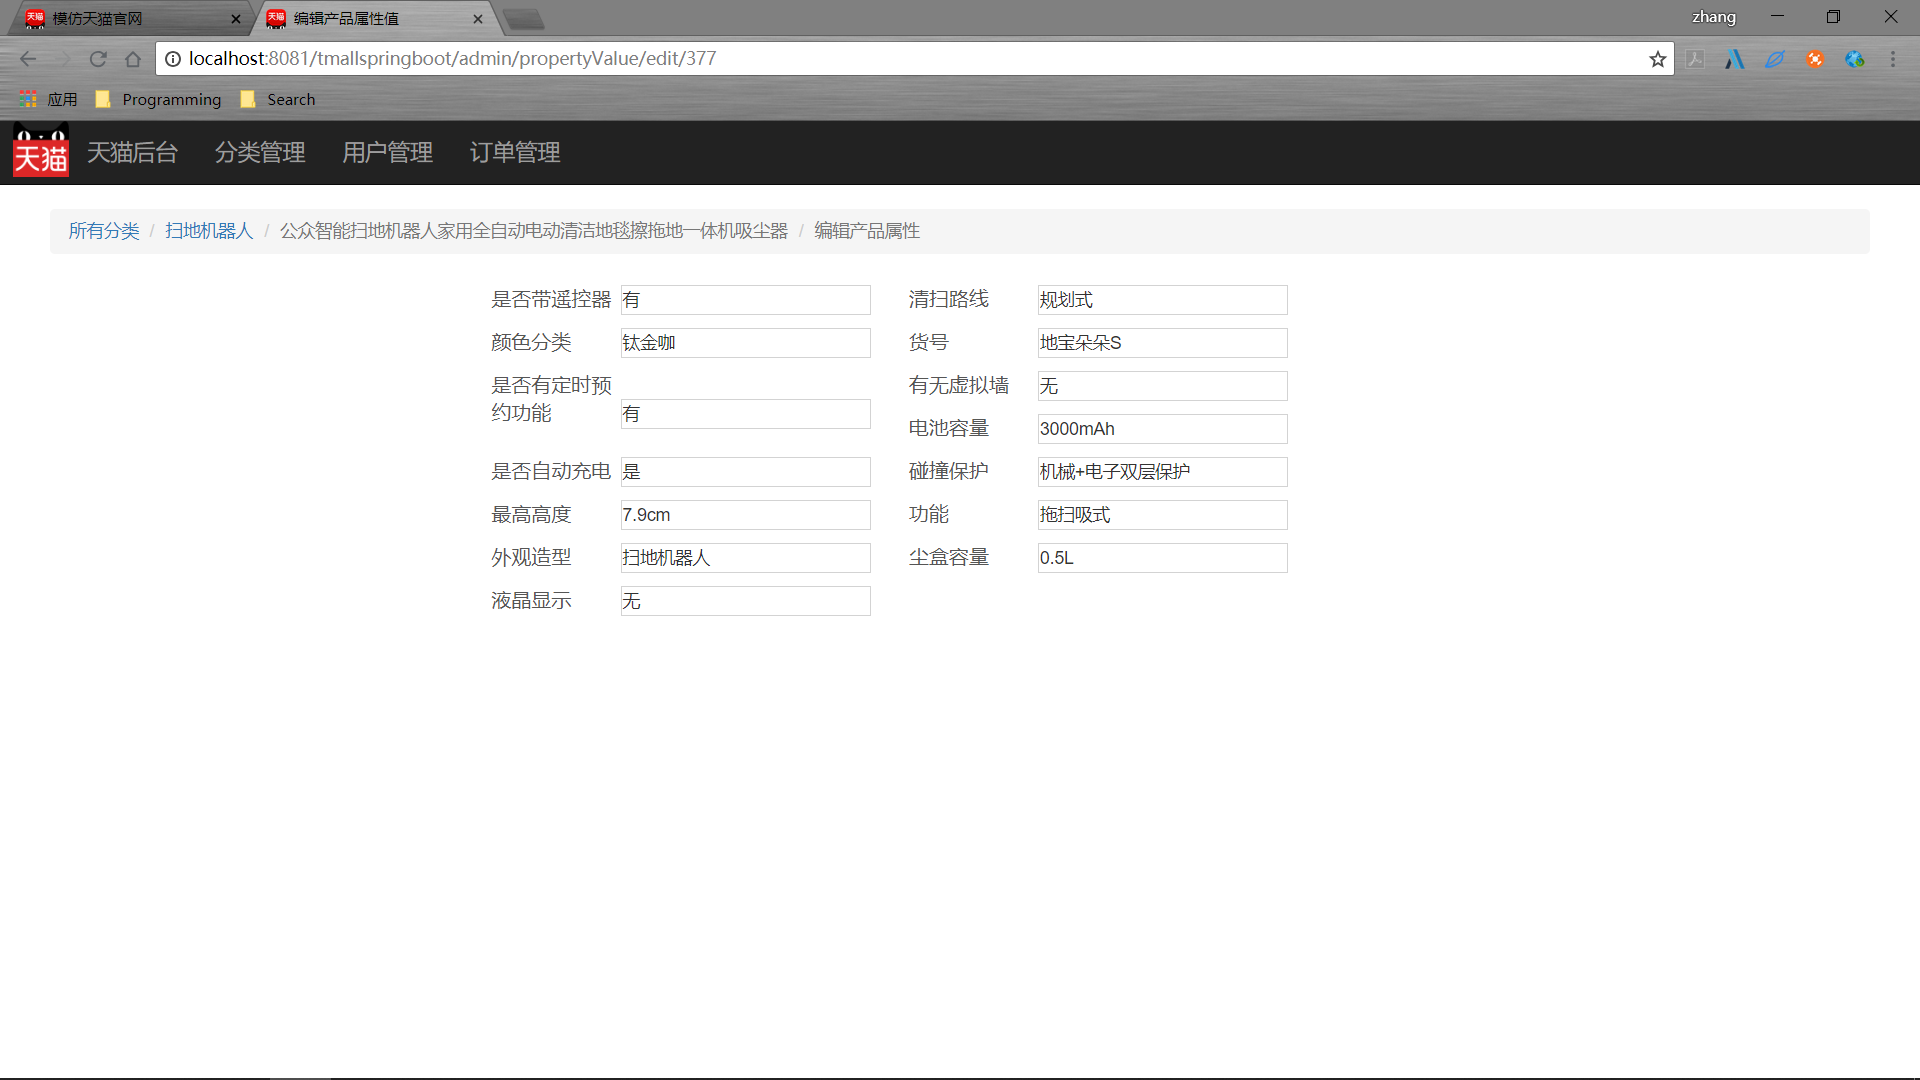 模仿天猫官网
编辑产品属性值
zhang
localhost:8081/tmallspringboot/admin/propertyValue/edit/377
应用 Programming Search
天猫 天猫后台 分类管理 用户管理 订单管理
所有分类 / 扫地机器人 / 公众智能扫地机器人家用全自动电动清洁地毯擦拖地一体机吸尘器 / 编辑产品属性
是否带遥控器 有 清扫路线 规划式
颜色分类 钛金咖 货号 地宝朵朵S
是否有定时预
约功能 有
有无虚拟墙 无
电池容量 3000mAh
是否自动充电 是 碰撞保护 机械+电子双层保护
最高高度 7.9cm 功能 拖扫吸式
外观造型 扫地机器人 尘盒容量 0.5L
液晶显示 无